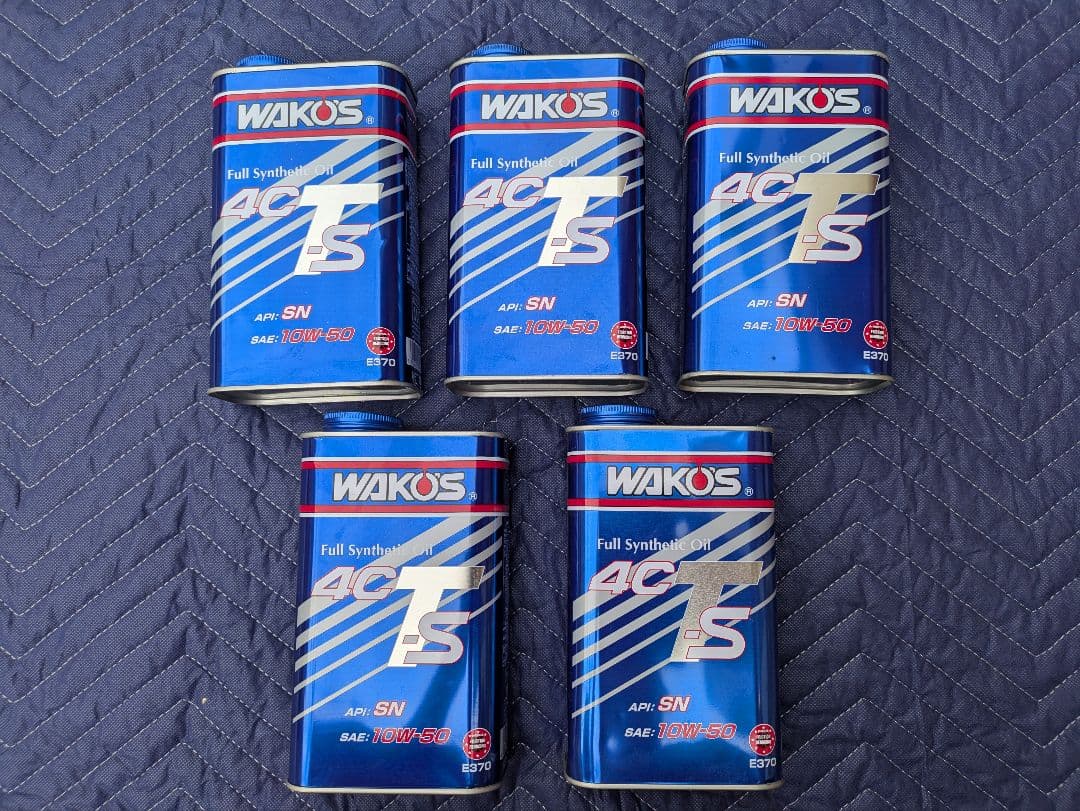 WAKO'S®
Full Synthetic Oil
4CT-S
API: SN
SAE: 10W-50
E370
WAKO'S®
Full Synthetic Oil
4CT-S
API: SN
SAE: 10W-50
E370
WAKO'S®
Full Synthetic Oil
4CT-S
API: SN
SAE: 10W-50
E370
WAKO'S®
Full Synthetic Oil
4CT-S
API: SN
SAE: 10W-50
E370
WAKO'S®
Full Synthetic Oil
4CT-S
API: SN
SAE: 10W-50
E370